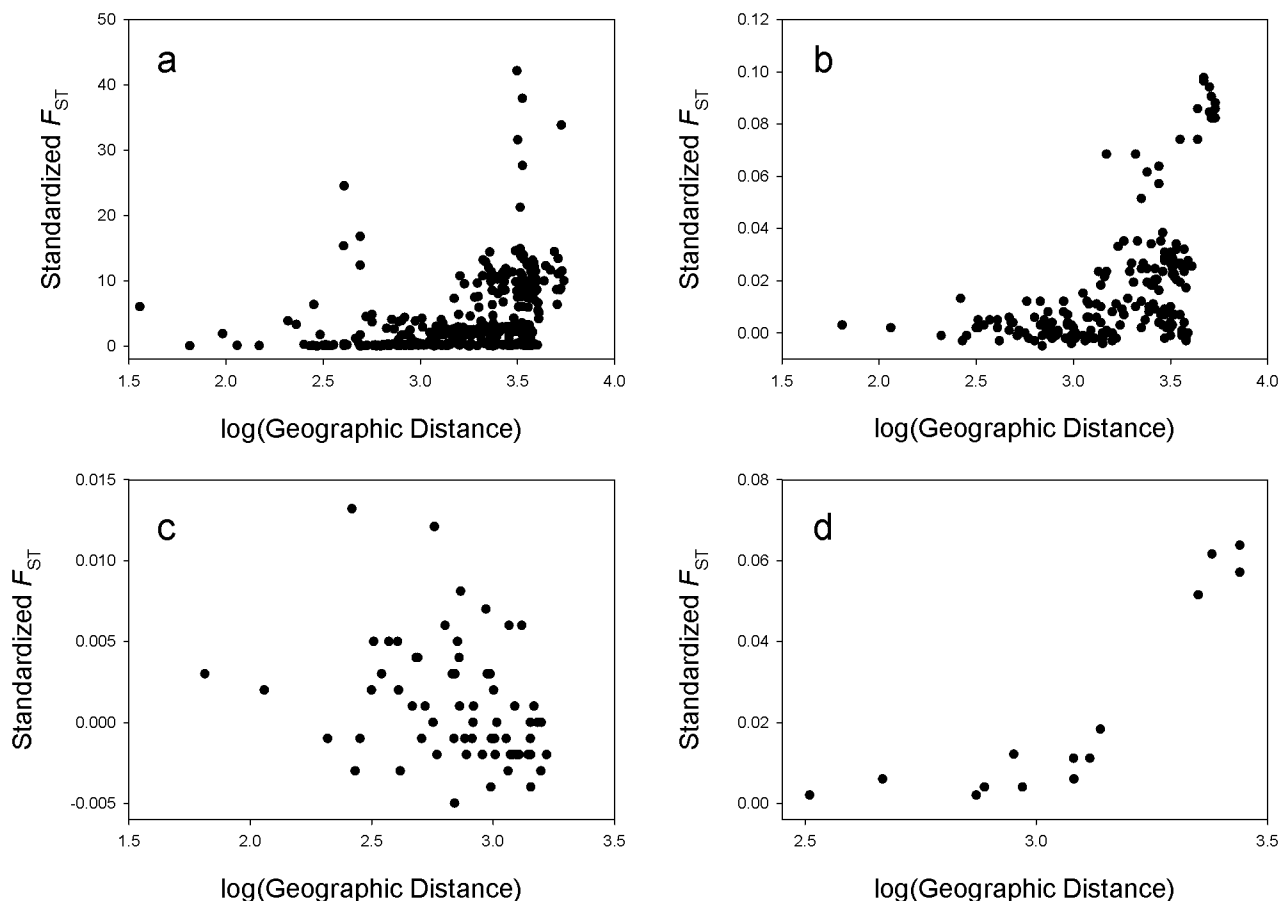 a
50
40
30
20
10
0
Standardized FST
1.5 2.0 2.5 3.0 3.5 4.0
log(Geographic Distance)
b
0.12
0.10
0.08
0.06
0.04
0.02
0.00
Standardized FST
1.5 2.0 2.5 3.0 3.5 4.0
log(Geographic Distance)
c
0.015
0.010
0.005
0.000
-0.005
Standardized FST
1.5 2.0 2.5 3.0 3.5
log(Geographic Distance)
d
0.08
0.06
0.04
0.02
0.00
Standardized FST
2.5 3.0 3.5
log(Geographic Distance)